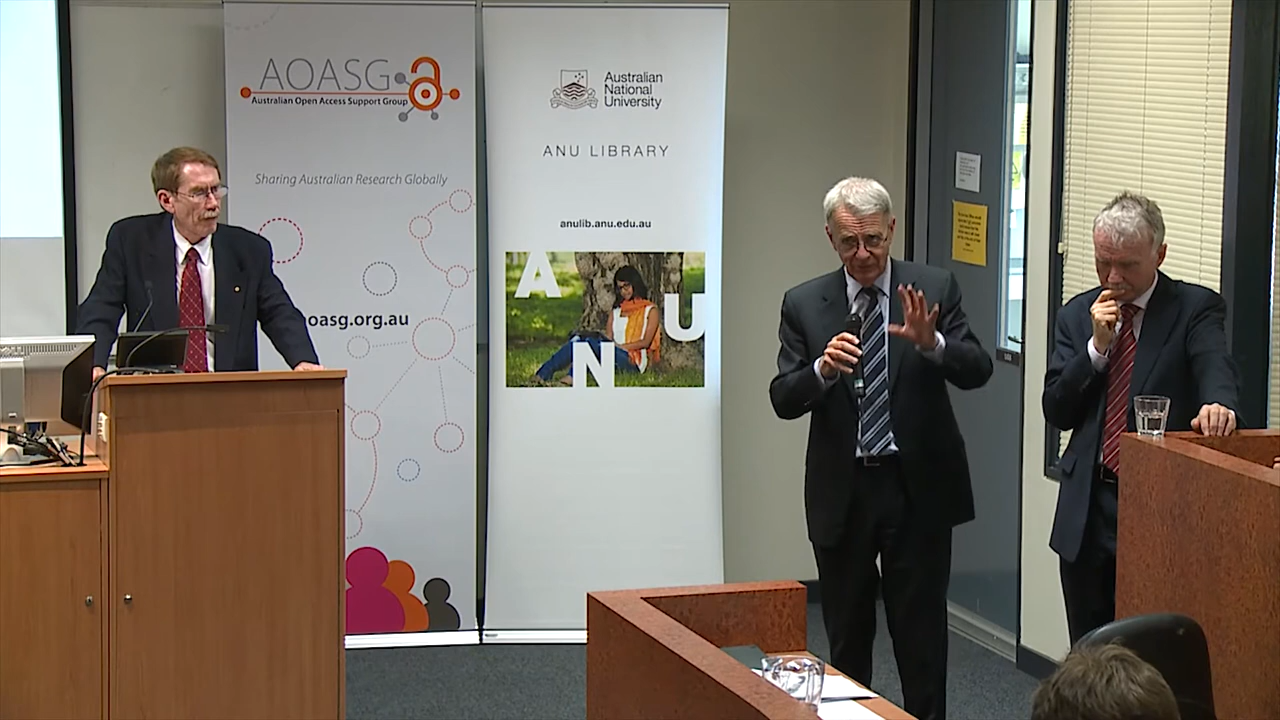 AOASG
Australian Open Access Support Group
Sharing Australian Research Globally
oasg.org.au
Australian
National
University
ANU LIBRARY
anulib.anu.edu.au
A
N
U